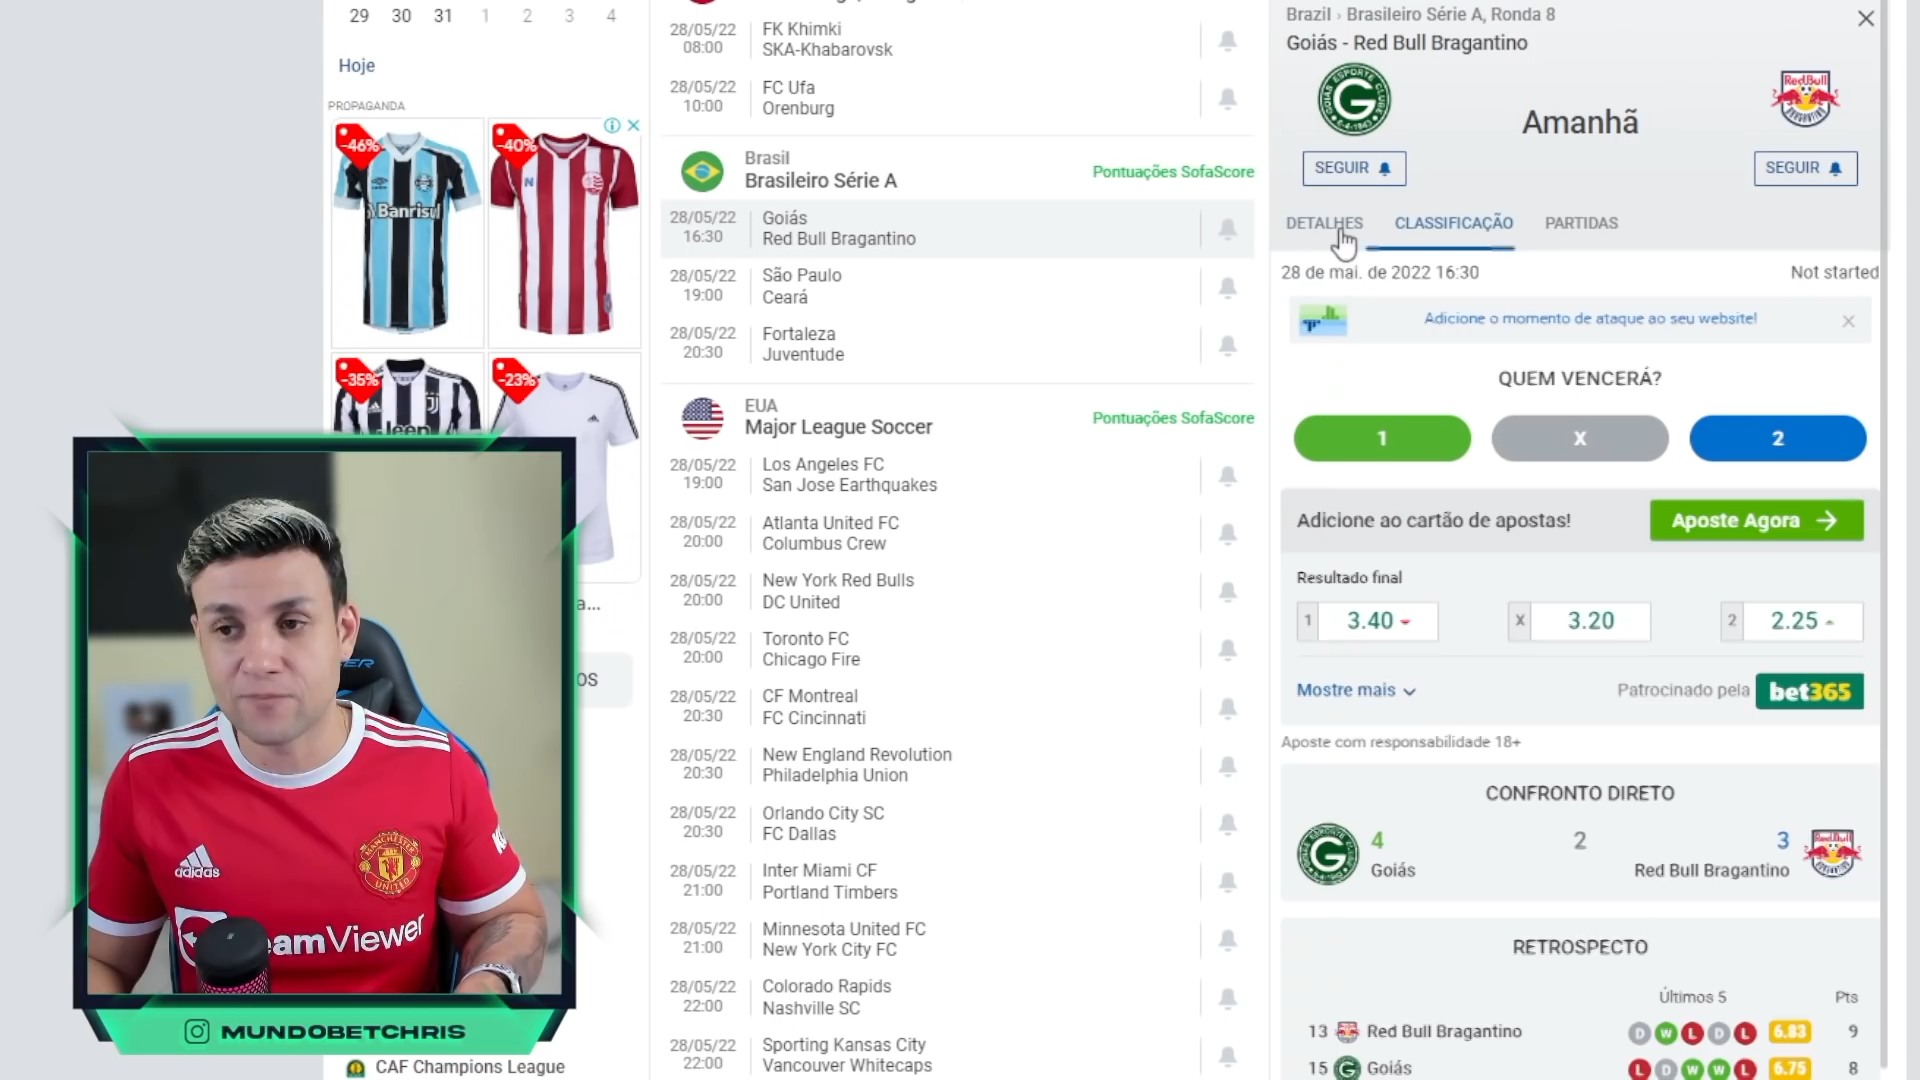 29 30 31 1 2 3 4
Hoje
PROPAGANDA
-46%
-40%
Banrisul
-35%
-23%
Jeep
a...
OS
adidas
MANCHESTER
UNITED
eamViewer
MUNDOBETCHRIS
CAF Champions League
28/05/22 FK Khimki
08:00 SKA-Khabarovsk
28/05/22 FC Ufa
10:00 Orenburg
Brasil
Brasileiro Série A Pontuações SofaScore
28/05/22 Goiás
16:30 Red Bull Bragantino
28/05/22 São Paulo
19:00 Ceará
28/05/22 Fortaleza
20:30 Juventude
EUA
Major League Soccer Pontuações SofaScore
28/05/22 Los Angeles FC
19:00 San Jose Earthquakes
28/05/22 Atlanta United FC
20:00 Columbus Crew
28/05/22 New York Red Bulls
20:00 DC United
28/05/22 Toronto FC
20:00 Chicago Fire
28/05/22 CF Montreal
20:30 FC Cincinnati
28/05/22 New England Revolution
20:30 Philadelphia Union
28/05/22 Orlando City SC
20:30 FC Dallas
28/05/22 Inter Miami CF
21:00 Portland Timbers
28/05/22 Minnesota United FC
21:00 New York City FC
28/05/22 Colorado Rapids
22:00 Nashville SC
28/05/22 Sporting Kansas City
22:00 Vancouver Whitecaps
Brazil › Brasileiro Série A, Ronda 8
Goiás - Red Bull Bragantino
Amanhã
SEGUIR SEGUIR
DETALHES CLASSIFICAÇÃO PARTIDAS
28 de mai. de 2022 16:30 Not started
Adicione o momento de ataque ao seu website!
QUEM VENCERÁ?
1 X 2
Adicione ao cartão de apostas! Aposte Agora
Resultado final
1 3.40 X 3.20 2 2.25
Mostre mais Patrocinado pela bet365
Aposte com responsabilidade 18+
CONFRONTO DIRETO
4 2 3
Goiás Red Bull Bragantino
RETROSPECTO
Últimos 5 Pts
13 Red Bull Bragantino D W L D L 6.83 9
15 Goiás L D W W L 6.75 8